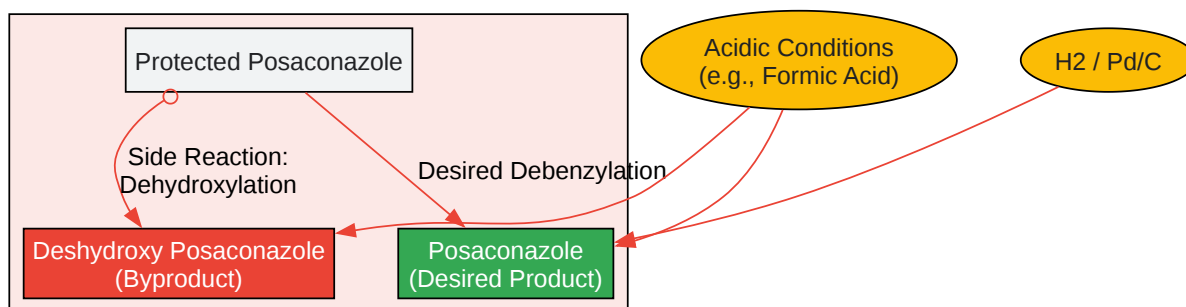 Protected Posaconazole
Acidic Conditions
(e.g., Formic Acid)
H2 / Pd/C
Side Reaction:
Dehydroxylation
Desired Debenzylation
Deshydroxy Posaconazole
(Byproduct)
Posaconazole
(Desired Product)